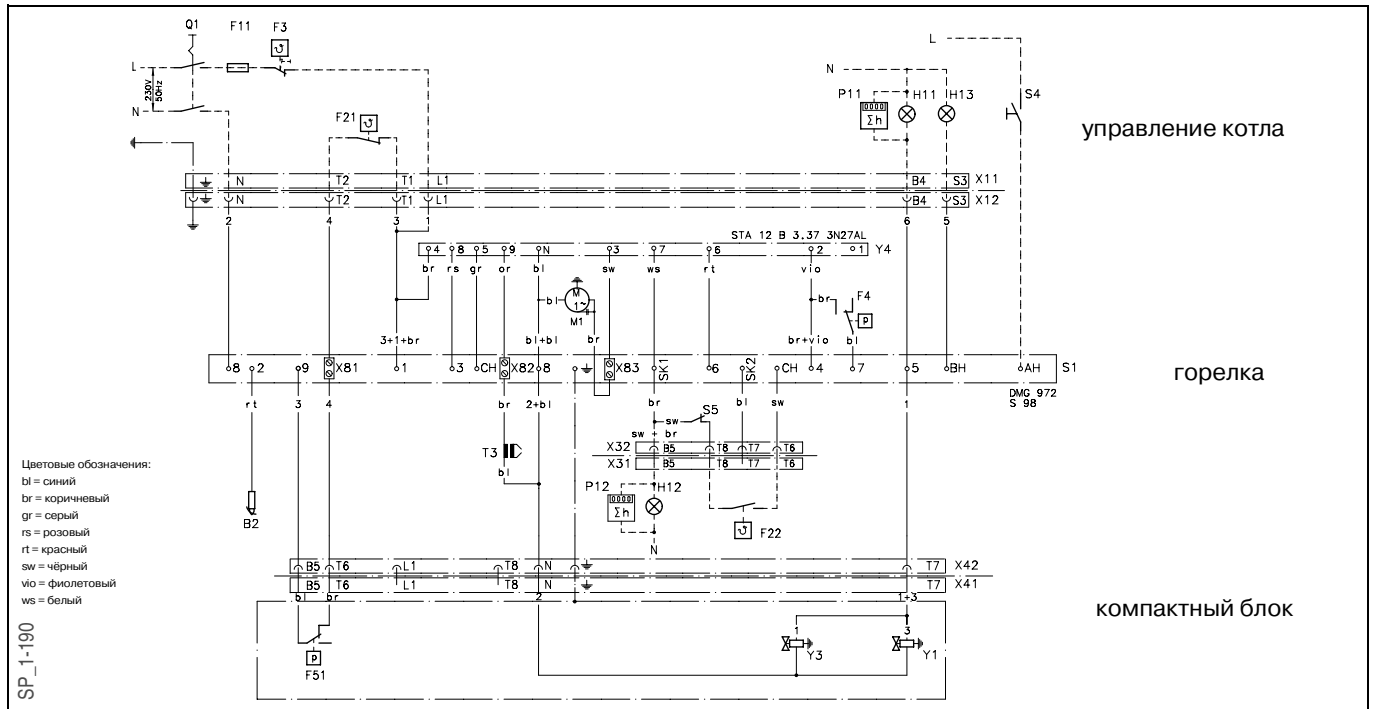 Q1 F11 F3
L
230V
50Hz
N
F21
L
N
P11 H11 H13 S4
Σh
0000
управление котла
N T2 T1 L1 B4 S3 X11
N T2 T1 L1 B4 S3 X12
2 4 3 1 6 5
STA 12 B 3.37 3N27AL
4 8 5 9 N 3 7 6 2 1 Y4
br rs gr or bl sw ws rt vio
bl M 1~ br F4
M1 P
3+1+br bl+bl br br+vio bl
8 2 9 X81 1 3 CH X82 8 X83 SK1 6 SK2 CH 4 7 5 BH AH S1
горелка
DMG 972
S 98
rt 3 4 br 2+bl br bl sw 1
sw S5
sw + br
X32 B5 T8 T7 T6
X31 B5 T8 T7 T6
T3
bl
P12 H12
0000
Σh
F22
N
B2
Цветовые обозначения:
bl = синий
br = коричневый
gr = серый
rs = розовый
rt = красный
sw = чёрный
vio = фиолетовый
ws = белый
B5 T6 L1 T8 N T7 X42
B5 T6 L1 T8 N T7 X41
bl br 2 1+3
компактный блок
P
F51
1 3
Y3 Y1
SP_1-190